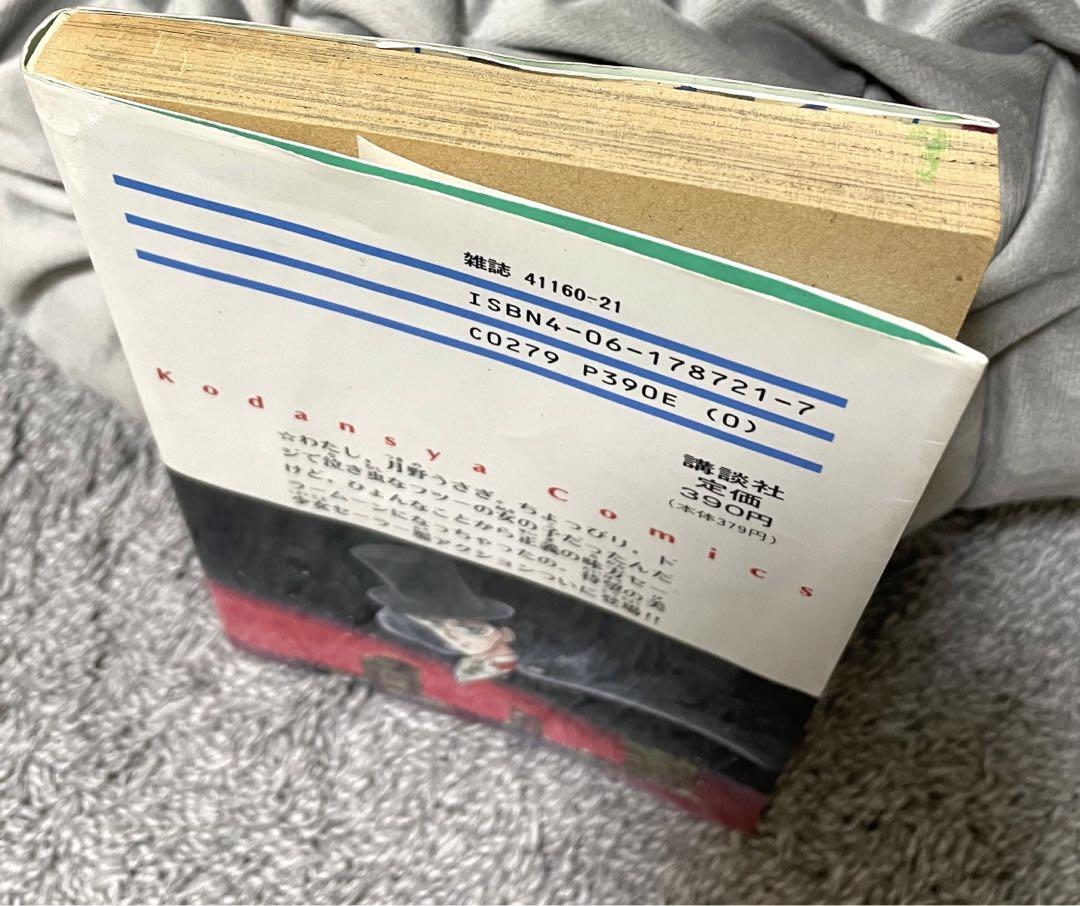 雑誌 41160-21
ISBN4-06-178721-7
C0279 P390E (0)
講談社
定価
390円
(本体379円)
Kodansya Comics
☆わたし、月野うさぎ。ちょっぴり、ド
ジで泣き虫なフツーの女の子だったんだ
けど、ひょんなことから正義の味方セー
ラームーンになっちゃったの。待望の美
少女セーラー服アクションついに登場!!